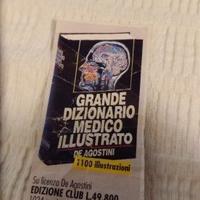 GRANDE
DIZIONARIO
MEDICO
ILLUSTRATO
DE AGOSTINI
1100 illustrazioni
Su licenza De Agostini
EDIZIONE CLUB L.49.800